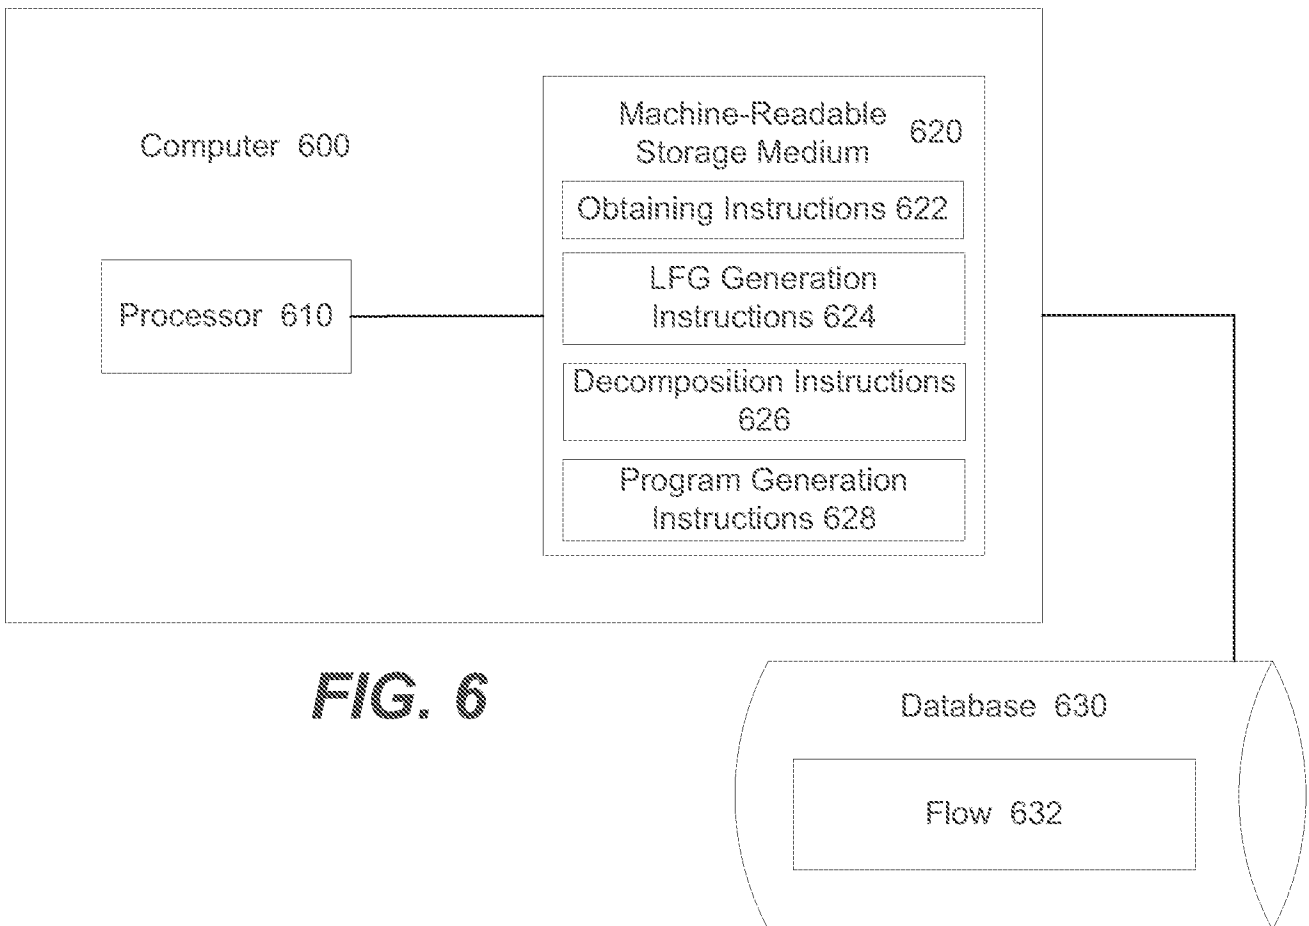 Computer 600
Processor 610
Machine-Readable
Storage Medium
620
Obtaining Instructions 622
LFG Generation
Instructions 624
Decomposition Instructions
626
Program Generation
Instructions 628
FIG. 6
Database 630
Flow 632